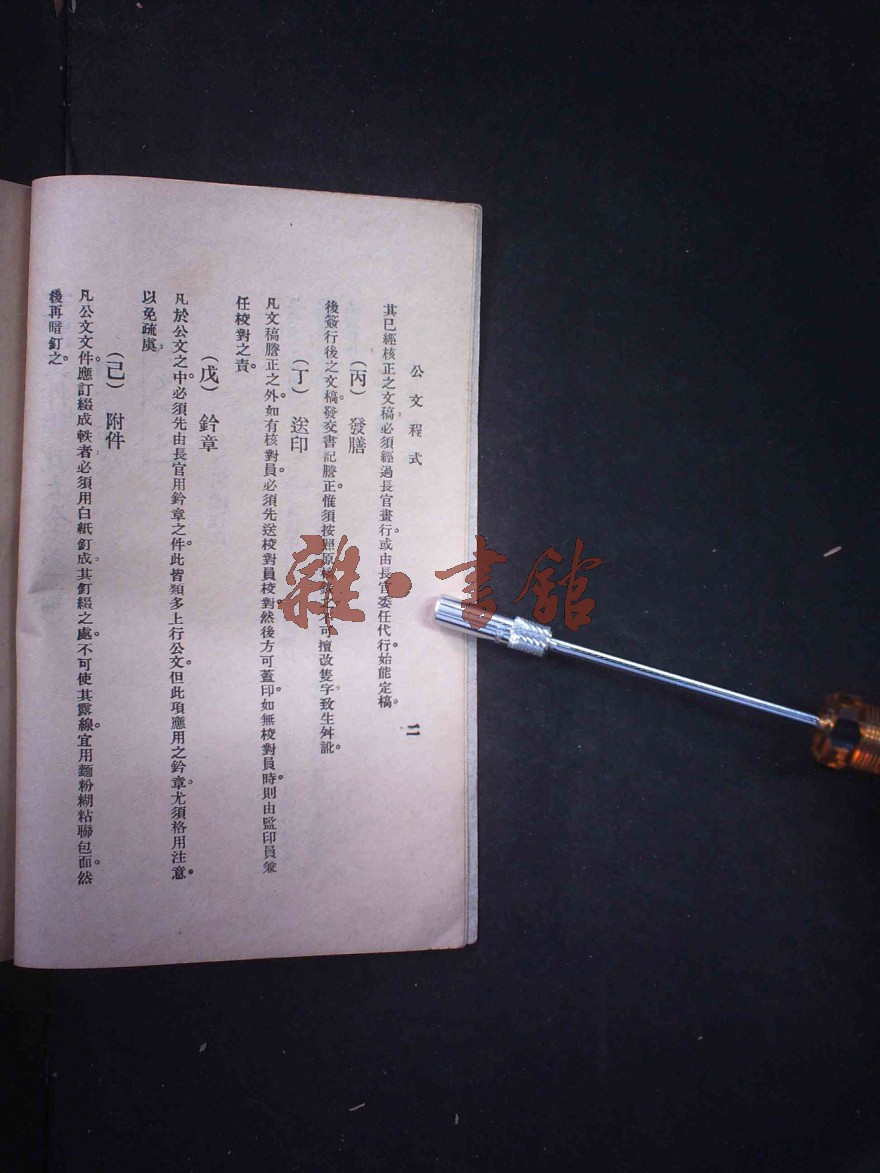 公文程式
二
其已經核正之文稿必須經過長官畫行。或由長官委任代行。始能定稿。
(丙) 發膳
後簽行後之文稿。發交書記謄正。惟須按照原可擅改隻字。致生舛訛。
(丁) 送印
凡文稿謄正之外。如有核對員。必須先送校對員校對。然後方可蓋印。如無校對員時。則由監印員兼
任校對之責。
(戊) 鈐章
凡於公文之中。必須先由長官用鈐章之件。此皆類多上行公文。但此項應用之鈐章。尤須格用注意。
以免疏虞。
(己) 附件
凡公文文件。應訂綴成帙者。必須用白紙釘成。其釘綴之處。不可使其露線。宜用麵粉糊粘聯包面。然
後再暗釘之。
雜·書館